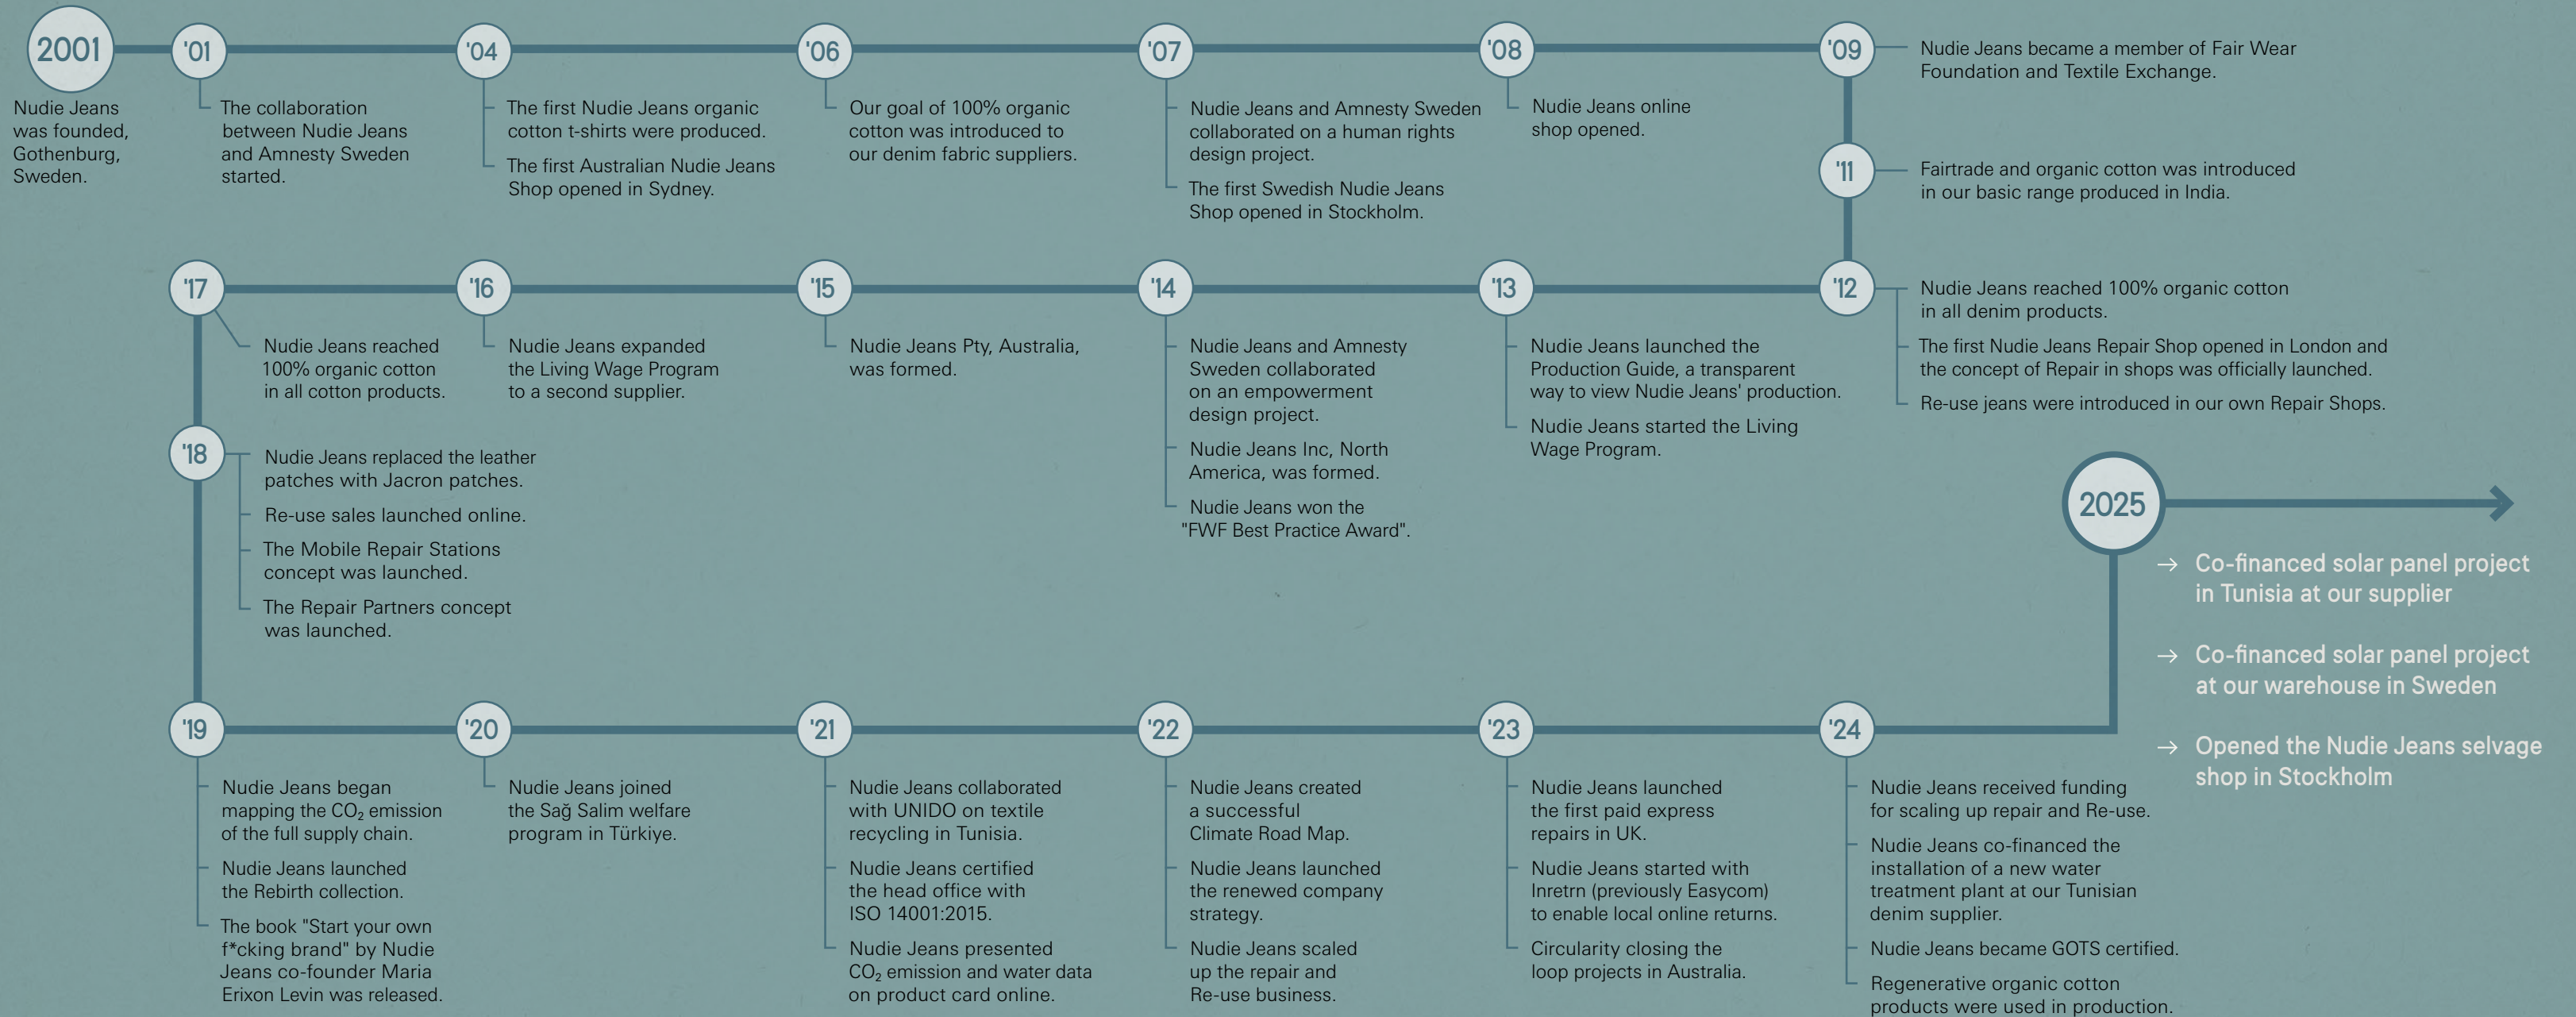 2001
Nudie Jeans
was founded,
Gothenburg,
Sweden.
'01
The collaboration
between Nudie Jeans
and Amnesty Sweden
started.
'04
The first Nudie Jeans organic
cotton t-shirts were produced.
The first Australian Nudie Jeans
Shop opened in Sydney.
'06
Our goal of 100% organic
cotton was introduced to
our denim fabric suppliers.
'07
Nudie Jeans and Amnesty Sweden
collaborated on a human rights
design project.
The first Swedish Nudie Jeans
Shop opened in Stockholm.
'08
Nudie Jeans online
shop opened.
'09
Nudie Jeans became a member of Fair Wear
Foundation and Textile Exchange.
'11
Fairtrade and organic cotton was introduced
in our basic range produced in India.
'12
Nudie Jeans reached 100% organic cotton
in all denim products.
The first Nudie Jeans Repair Shop opened in London and
the concept of Repair in shops was officially launched.
Re-use jeans were introduced in our own Repair Shops.
'13
Nudie Jeans launched the
Production Guide, a transparent
way to view Nudie Jeans' production.
Nudie Jeans started the Living
Wage Program.
'14
Nudie Jeans and Amnesty
Sweden collaborated
on an empowerment
design project.
Nudie Jeans Inc, North
America, was formed.
Nudie Jeans won the
"FWF Best Practice Award".
'15
Nudie Jeans Pty, Australia,
was formed.
'16
Nudie Jeans expanded
the Living Wage Program
to a second supplier.
'17
Nudie Jeans reached
100% organic cotton
in all cotton products.
'18
Nudie Jeans replaced the leather
patches with Jacron patches.
Re-use sales launched online.
The Mobile Repair Stations
concept was launched.
The Repair Partners concept
was launched.
'19
Nudie Jeans began
mapping the CO₂ emission
of the full supply chain.
Nudie Jeans launched
the Rebirth collection.
The book "Start your own
f*cking brand" by Nudie
Jeans co-founder Maria
Erixon Levin was released.
'20
Nudie Jeans joined
the Sağ Salim welfare
program in Türkiye.
'21
Nudie Jeans collaborated
with UNIDO on textile
recycling in Tunisia.
Nudie Jeans certified
the head office with
ISO 14001:2015.
Nudie Jeans presented
CO₂ emission and water data
on product card online.
'22
Nudie Jeans created
a successful
Climate Road Map.
Nudie Jeans launched
the renewed company
strategy.
Nudie Jeans scaled
up the repair and
Re-use business.
'23
Nudie Jeans launched
the first paid express
repairs in UK.
Nudie Jeans started with
Inretrn (previously Easycom)
to enable local online returns.
Circularity closing the
loop projects in Australia.
'24
Nudie Jeans received funding
for scaling up repair and Re-use.
Nudie Jeans co-financed the
installation of a new water
treatment plant at our Tunisian
denim supplier.
Nudie Jeans became GOTS certified.
Regenerative organic cotton
products were used in production.
2025
→ Co-financed solar panel project
in Tunisia at our supplier
→ Co-financed solar panel project
at our warehouse in Sweden
→ Opened the Nudie Jeans selvage
shop in Stockholm